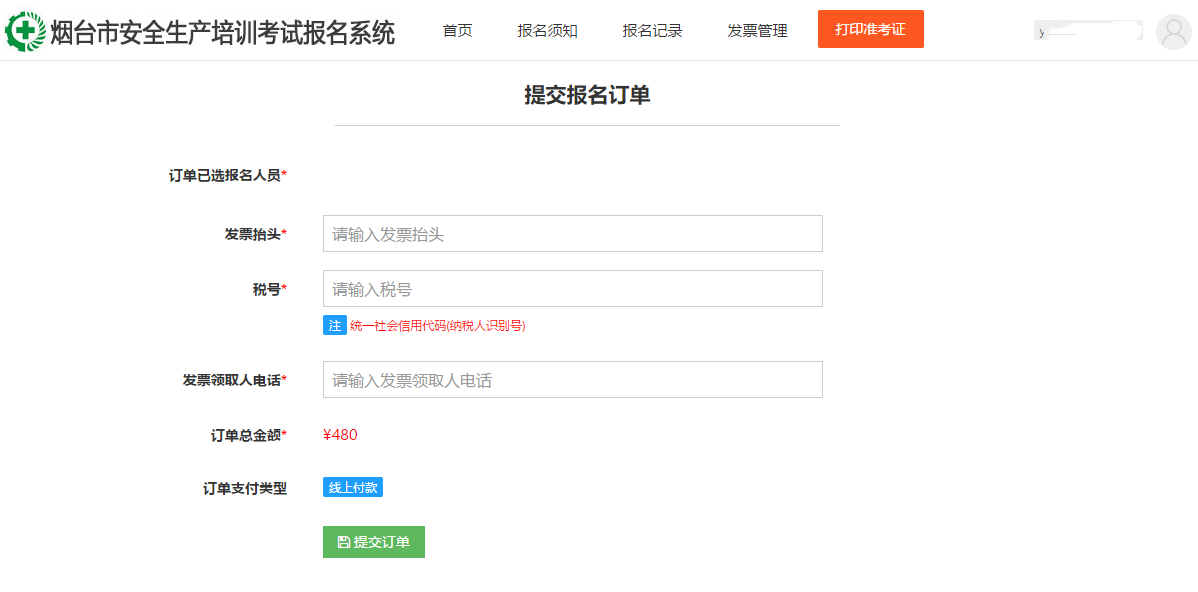 烟台市安全生产培训考试报名系统
首页 报名须知 报名记录 发票管理 打印准考证
y
提交报名订单
订单已选报名人员*
发票抬头* 请输入发票抬头
税号* 请输入税号
注 统一社会信用代码(纳税人识别号)
发票领取人电话* 请输入发票领取人电话
订单总金额* ¥480
订单支付类型 线上付款
提交订单